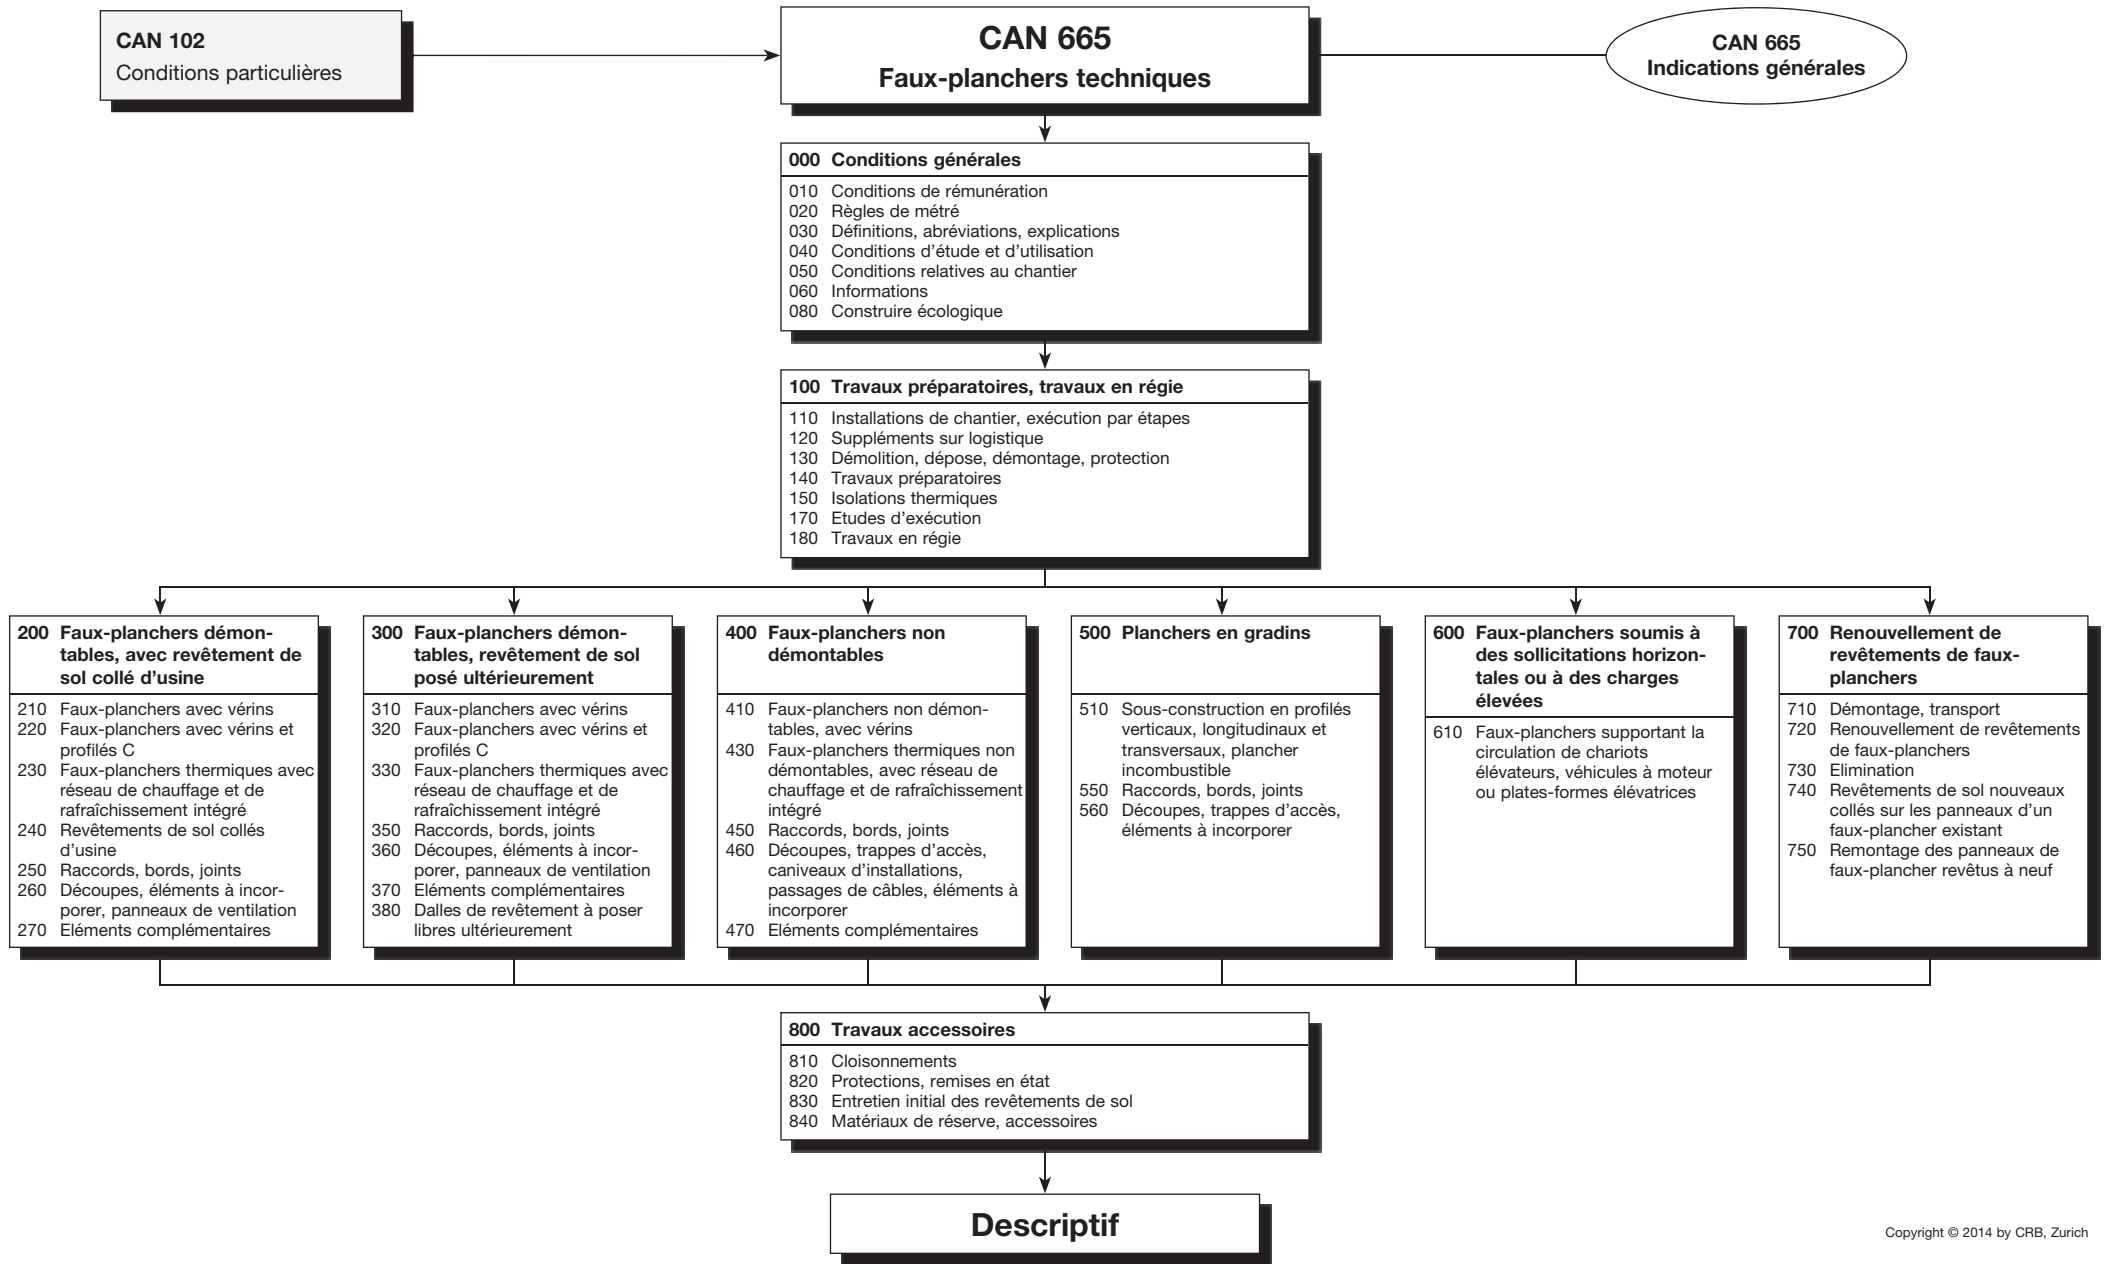 CAN 102
Conditions particulières
CAN 665
Faux-planchers techniques
CAN 665
Indications générales
000 Conditions générales
010 Conditions de rémunération
020 Règles de métré
030 Définitions, abréviations, explications
040 Conditions d'étude et d'utilisation
050 Conditions relatives au chantier
060 Informations
080 Construire écologique
100 Travaux préparatoires, travaux en régie
110 Installations de chantier, exécution par étapes
120 Suppléments sur logistique
130 Démolition, dépose, démontage, protection
140 Travaux préparatoires
150 Isolations thermiques
170 Etudes d'exécution
180 Travaux en régie
200 Faux-planchers démon-
tables, avec revêtement de
sol collé d'usine
210 Faux-planchers avec vérins
220 Faux-planchers avec vérins et
profilés C
230 Faux-planchers thermiques avec
réseau de chauffage et de
rafraîchissement intégré
240 Revêtements de sol collés
d'usine
250 Raccords, bords, joints
260 Découpes, éléments à incor-
porer, panneaux de ventilation
270 Eléments complémentaires
300 Faux-planchers démon-
tables, revêtement de sol
posé ultérieurement
310 Faux-planchers avec vérins
320 Faux-planchers avec vérins et
profilés C
330 Faux-planchers thermiques avec
réseau de chauffage et de
rafraîchissement intégré
350 Raccords, bords, joints
360 Découpes, éléments à incor-
porer, panneaux de ventilation
370 Eléments complémentaires
380 Dalles de revêtement à poser
libres ultérieurement
400 Faux-planchers non
démontables
410 Faux-planchers non démon-
tables, avec vérins
430 Faux-planchers thermiques non
démontables, avec réseau de
chauffage et de rafraîchissement
intégré
450 Raccords, bords, joints
460 Découpes, trappes d'accès,
caniveaux d'installations,
passages de câbles, éléments à
incorporer
470 Eléments complémentaires
500 Planchers en gradins
510 Sous-construction en profilés
verticaux, longitudinaux et
transversaux, plancher
incombustible
550 Raccords, bords, joints
560 Découpes, trappes d'accès,
éléments à incorporer
600 Faux-planchers soumis à
des sollicitations horizon-
tales ou à des charges
élevées
610 Faux-planchers supportant la
circulation de chariots
élévateurs, véhicules à moteur
ou plates-formes élévatrices
700 Renouvellement de
revêtements de faux-
planchers
710 Démontage, transport
720 Renouvellement de revêtements
de faux-planchers
730 Elimination
740 Revêtements de sol nouveaux
collés sur les panneaux d'un
faux-plancher existant
750 Remontage des panneaux de
faux-plancher revêtus à neuf
800 Travaux accessoires
810 Cloisonnements
820 Protections, remises en état
830 Entretien initial des revêtements de sol
840 Matériaux de réserve, accessoires
Descriptif
Copyright © 2014 by CRB, Zurich